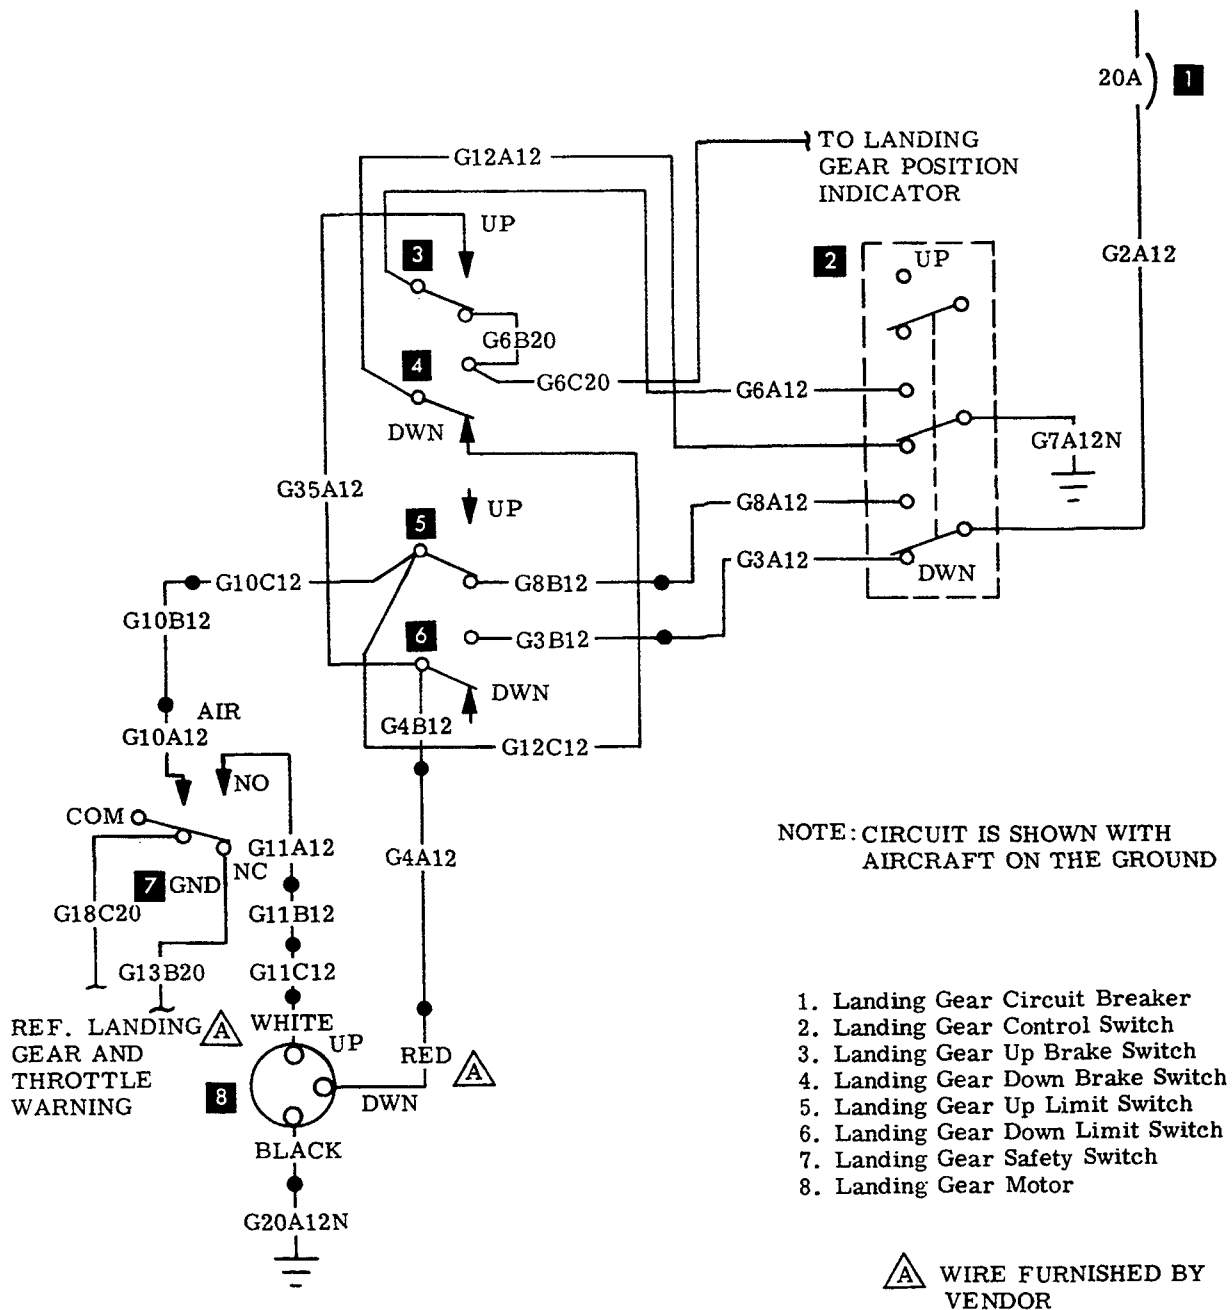 20A
1
TO LANDING
GEAR POSITION
INDICATOR
G12A12
UP
3
2
UP
G2A12
G6B20
4
G6C20
G6A12
DWN
G7A12N
G35A12
UP
G8A12
5
G3A12
DWN
G10C12
G8B12
G10B12
6
G3B12
DWN
AIR
G4B12
G10A12
G12C12
NO
COM
G11A12
G4A12
NC
7
GND
G18C20
G11B12
G13B20
G11C12
NOTE: CIRCUIT IS SHOWN WITH
AIRCRAFT ON THE GROUND
REF. LANDING
GEAR AND
THROTTLE
WARNING
A
WHITE
UP
RED
A
8
DWN
BLACK
G20A12N
1. Landing Gear Circuit Breaker
2. Landing Gear Control Switch
3. Landing Gear Up Brake Switch
4. Landing Gear Down Brake Switch
5. Landing Gear Up Limit Switch
6. Landing Gear Down Limit Switch
7. Landing Gear Safety Switch
8. Landing Gear Motor
A WIRE FURNISHED BY
VENDOR